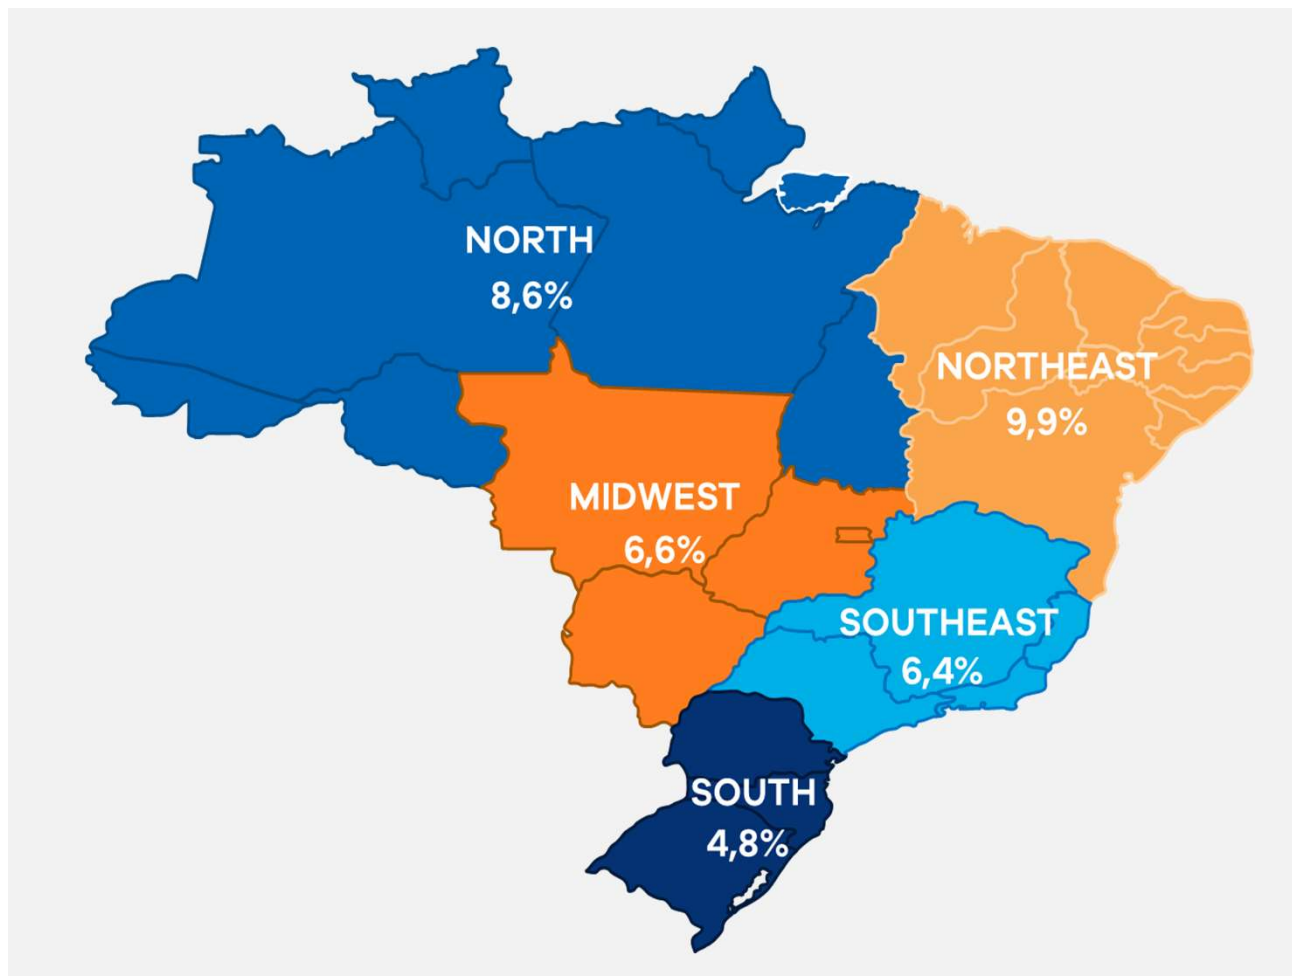 NORTH
8,6%
NORTHEAST
9,9%
MIDWEST
6,6%
SOUTHEAST
6,4%
SOUTH
4,8%